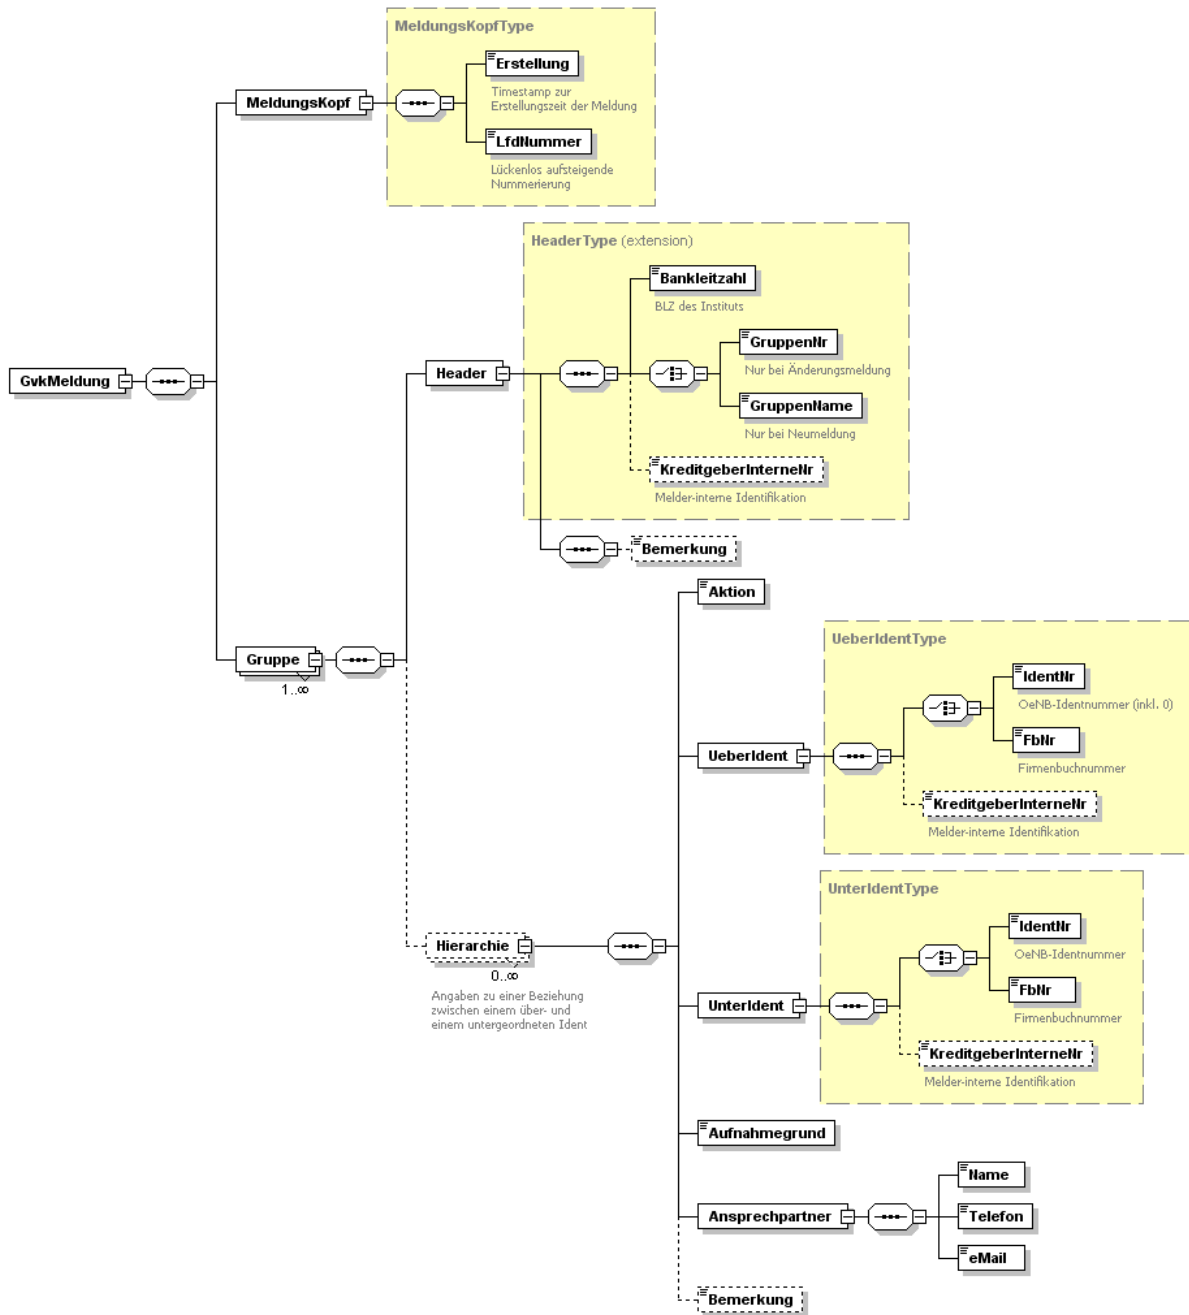 MeldungsKopfType
Erstellung
Timestamp zur
Erstellungszeit der Meldung
MeldungsKopf
LfdNummer
Lückenlos aufsteigende
Nummerierung
HeaderType (extension)
Bankleitzahl
BLZ des Instituts
GruppenNr
Nur bei Änderungsmeldung
Header
GvkMeldung
GruppenName
Nur bei Neumeldung
KreditgeberInterneNr
Melder-interne Identifikation
Bemerkung
Aktion
UeberIdentType
Gruppe
1..∞
IdentNr
OeNB-Identnummer (inkl. 0)
FbNr
Firmenbuchnummer
UeberIdent
KreditgeberInterneNr
Melder-interne Identifikation
UnterIdentType
IdentNr
OeNB-Identnummer
Hierarchie
0..∞
Angaben zu einer Beziehung
zwischen einem über- und
einem untergeordneten Ident
FbNr
Firmenbuchnummer
UnterIdent
KreditgeberInterneNr
Melder-interne Identifikation
Aufnahmegrund
Name
Ansprechpartner
Telefon
eMail
Bemerkung